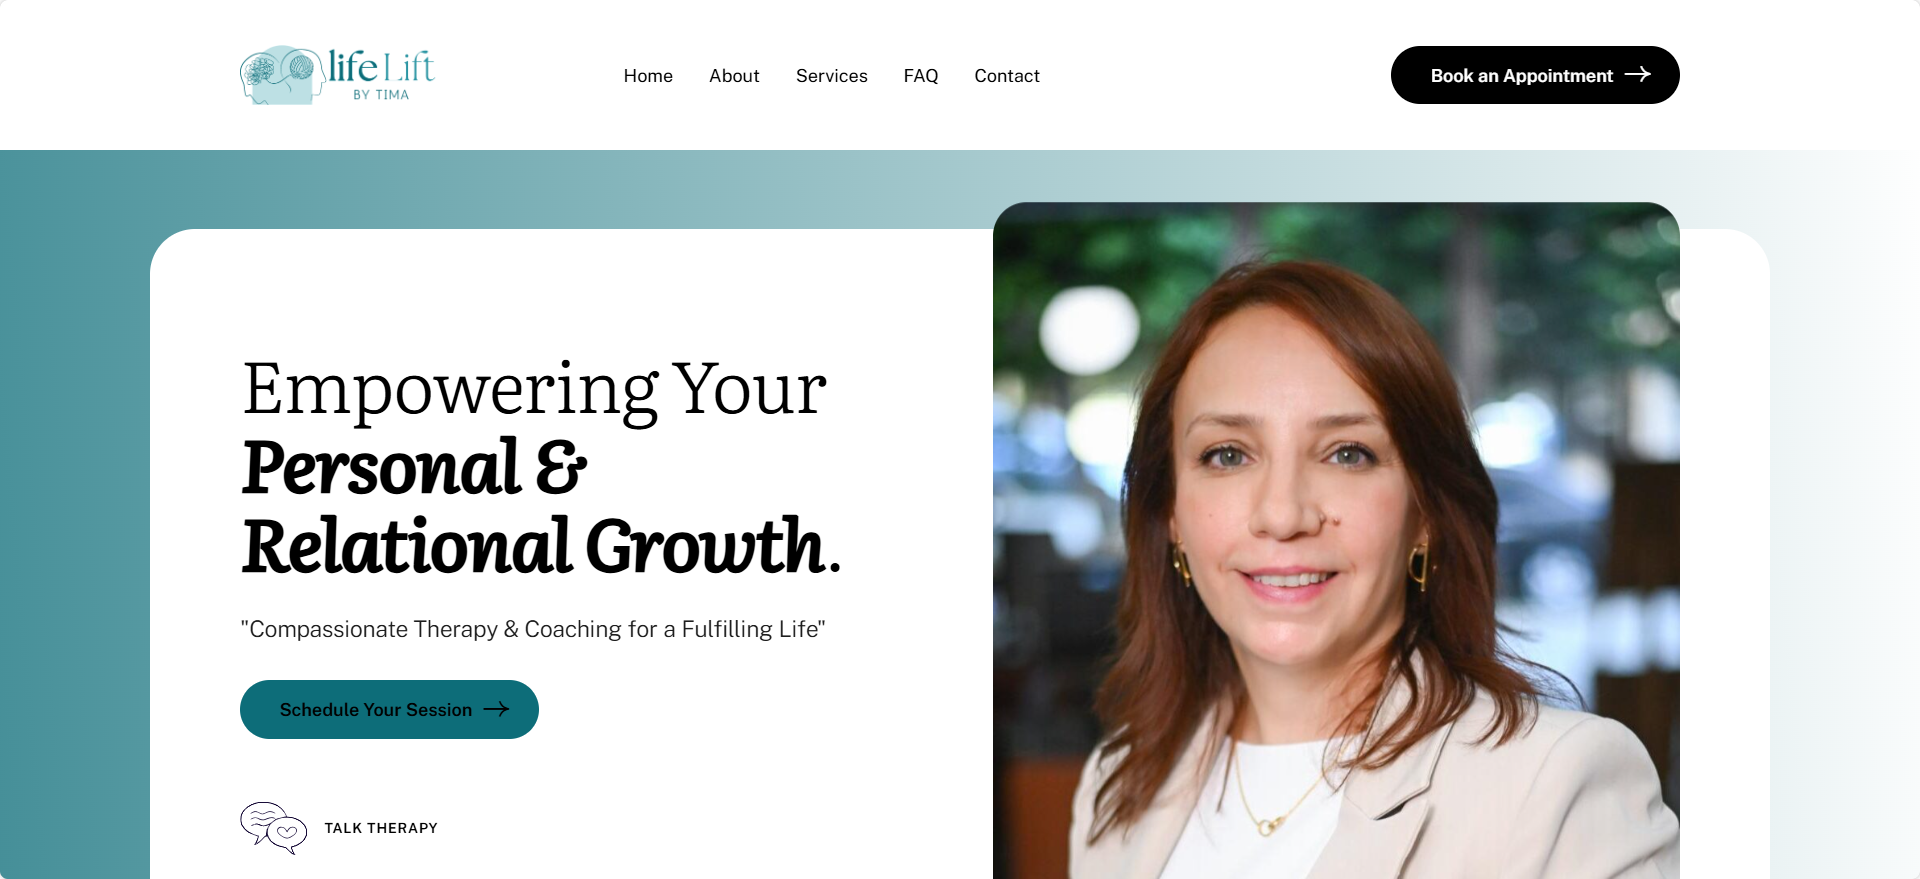 life Lift
BY TIMA
Home
About
Services
FAQ
Contact
Book an Appointment
Empowering Your
Personal &
Relational Growth.
"Compassionate Therapy & Coaching for a Fulfilling Life"
Schedule Your Session
TALK THERAPY